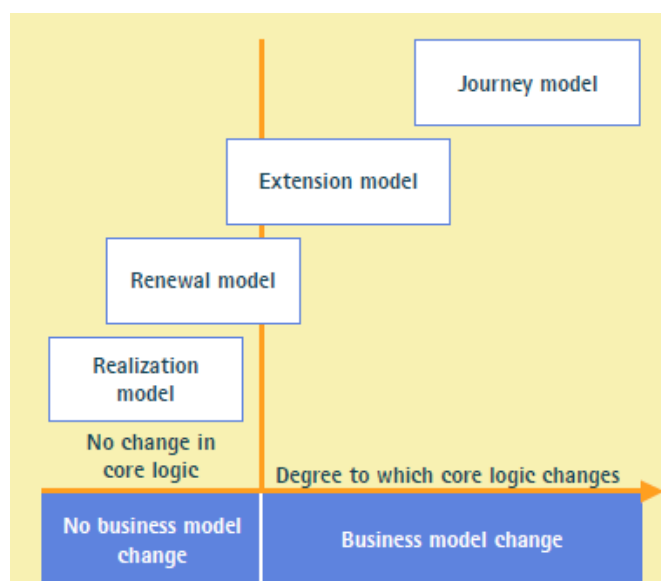 Journey model
Extension model
Renewal model
Realization
model
No change in
core logic
Degree to which core logic changes
No business model
change
Business model change